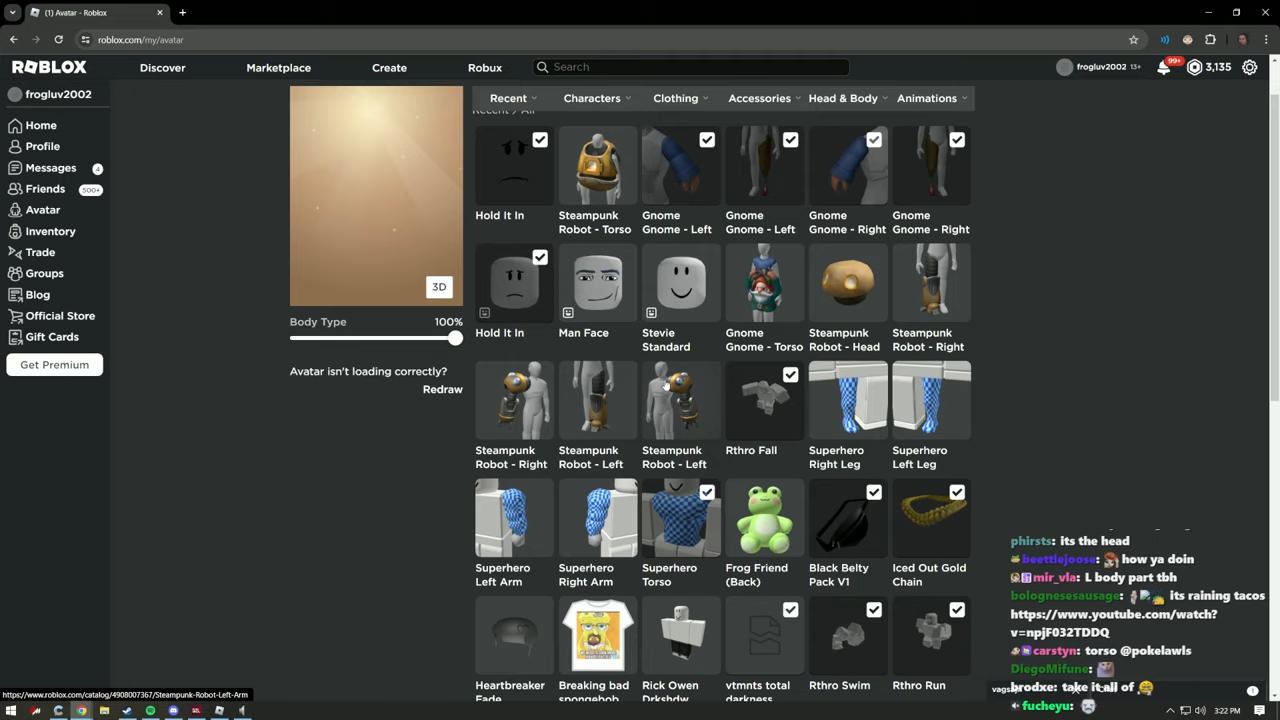 (1) Avatar - Roblox
roblox.com/my/avatar
ROBLOX
Discover
Marketplace
Create
Robux
Search
frogluv2002 13+
99+
3,135
frogluv2002
Home
Profile
Messages
4
Friends
500+
Avatar
Inventory
Trade
Groups
Blog
Official Store
Gift Cards
Get Premium
3D
Body Type
100%
Avatar isn't loading correctly?
Redraw
Recent
Characters
Clothing
Accessories
Head & Body
Animations
Recent / All
Hold It In
Steampunk
Robot - Torso
Gnome
Gnome - Left
Gnome
Gnome - Left
Gnome
Gnome - Right
Gnome
Gnome - Right
Hold It In
Man Face
Stevie
Standard
Gnome
Gnome - Torso
Steampunk
Robot - Head
Steampunk
Robot - Right
Steampunk
Robot - Right
Steampunk
Robot - Left
Steampunk
Robot - Left
Rthro Fall
Superhero
Right Leg
Superhero
Left Leg
Superhero
Left Arm
Superhero
Right Arm
Superhero
Torso
Frog Friend
(Back)
Black Belty
Pack V1
Iced Out Gold
Chain
Heartbreaker
Fade
Breaking bad
spongebob
Rick Owen
Drkshdw
vtmnts total
darkness
Rthro Swim
Rthro Run
phirsts: its the head
beettlejoose: how ya doin
mir_vla: L body part tbh
bolognesesausage: its raining tacos
https://www.youtube.com/watch?
v=npjF032TDDQ
carstyn: torso @pokelawls
DiegoMifune:
brodxe: take it all of
fucheyu:
https://www.roblox.com/catalog/4908007367/Steampunk-Robot-Left-Arm
3:22 PM